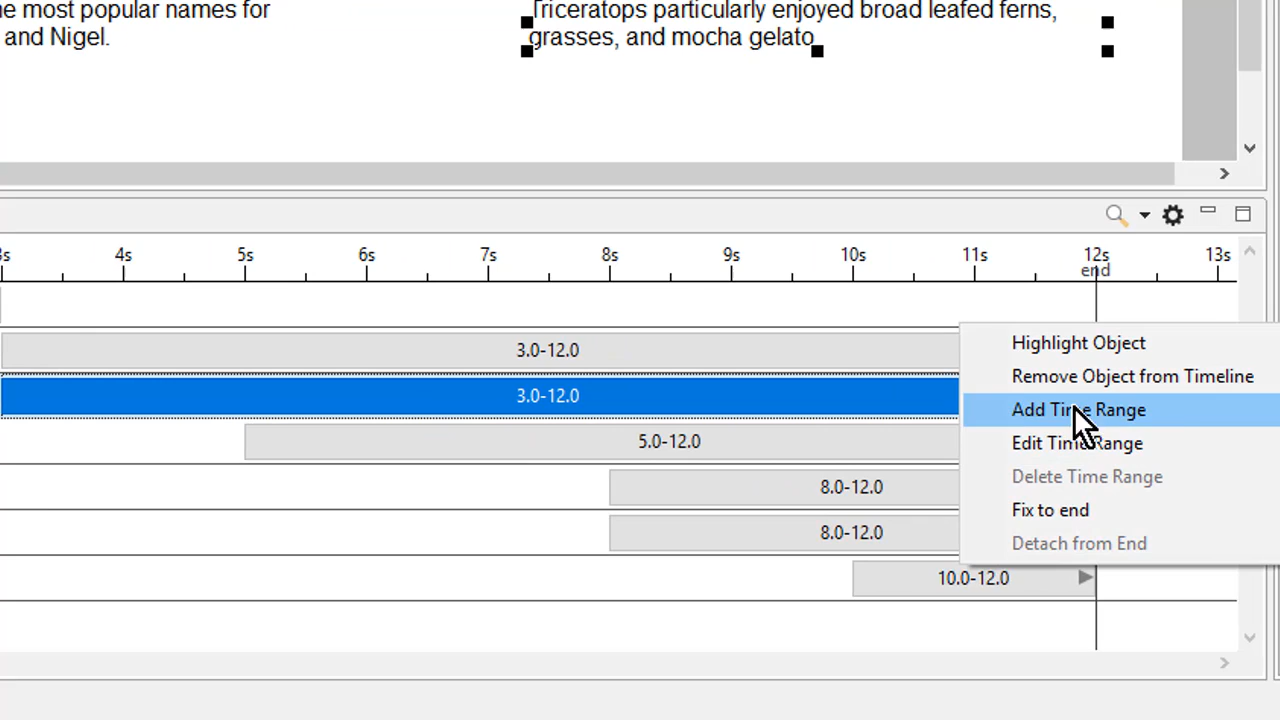 e most popular names for
and Nigel.
Triceratops particularly enjoyed broad leafed ferns,
grasses, and mocha gelato
3s 4s 5s 6s 7s 8s 9s 10s 11s 12s 13s
end
3.0-12.0
3.0-12.0
5.0-12.0
8.0-12.0
8.0-12.0
10.0-12.0
Highlight Object
Remove Object from Timeline
Add Time Range
Edit Time Range
Delete Time Range
Fix to end
Detach from End